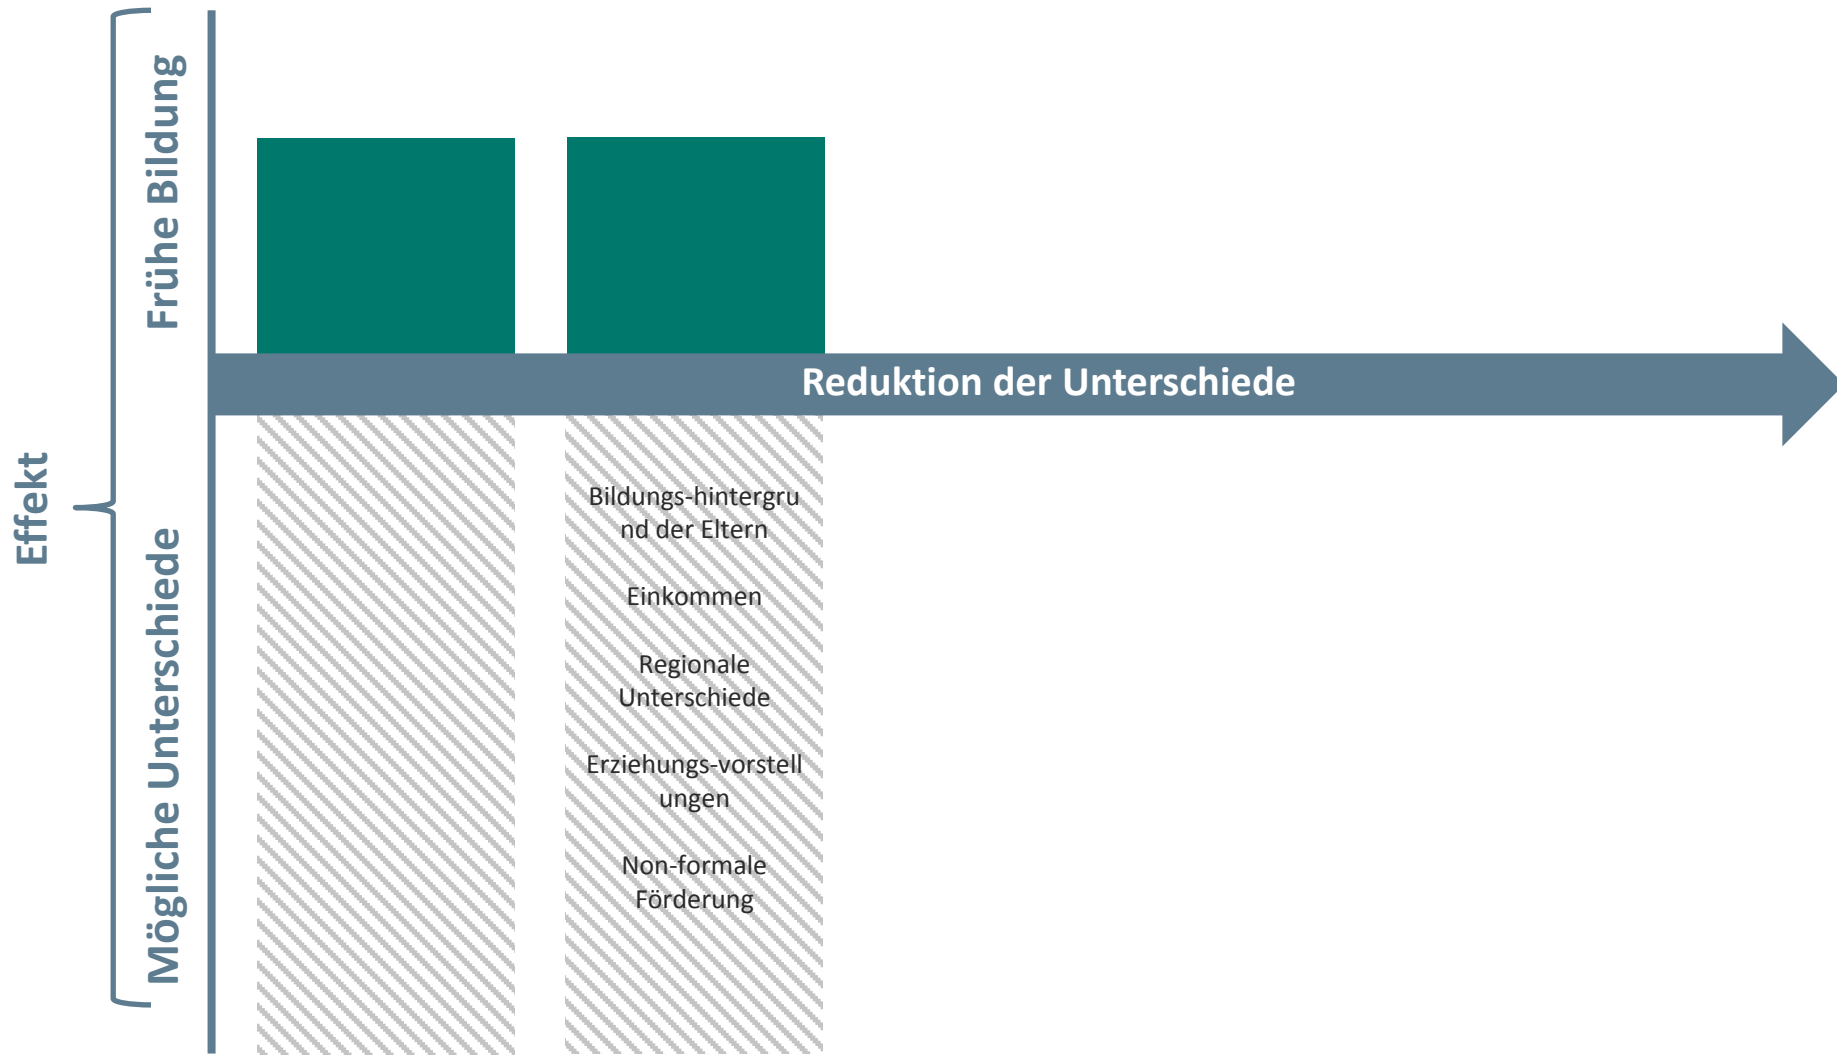 Effekt
Frühe Bildung
Mögliche Unterschiede
Reduktion der Unterschiede
Bildungs-hintergru
nd der Eltern
Einkommen
Regionale
Unterschiede
Erziehungs-vorstell
ungen
Non-formale
Förderung